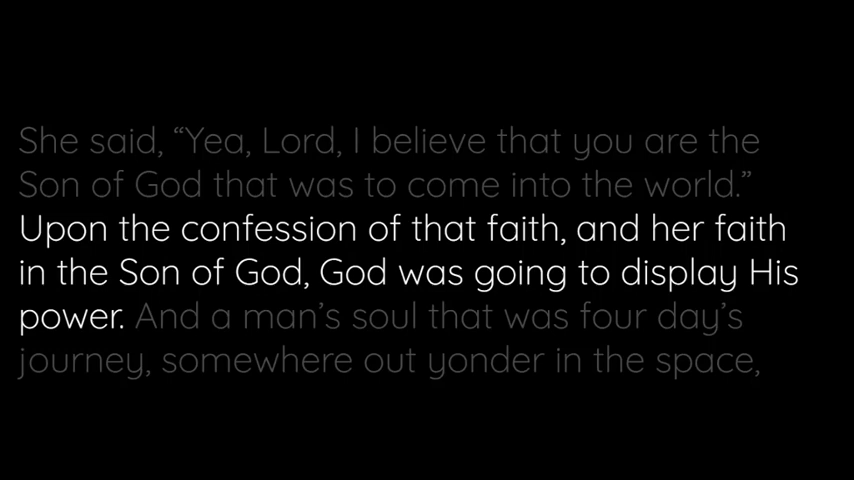 She said, “Yea, Lord, I believe that you are the
Son of God that was to come into the world.”
Upon the confession of that faith, and her faith
in the Son of God, God was going to display His
power. And a man’s soul that was four day’s
journey, somewhere out yonder in the space,